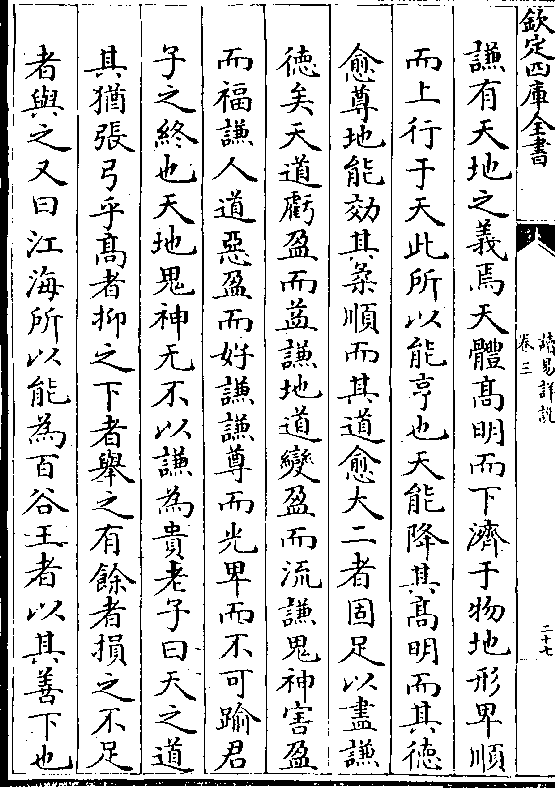 欽定四庫全書
讀易詳說
卷三
二十七
謙有天地之義焉天體髙明而下濟于物地形卑順
而上行于天此所以能亨也天能降其髙明而其徳
愈尊地能効其柔順而其道愈大二者固足以盡謙
徳矣天道虧盈而益謙地道變盈而流謙鬼神害盈
而福謙人道惡盈而好謙謙尊而光卑而不可踰君
子之終也天地鬼神无不以謙為貴老子曰天之道
其猶張弓乎髙者抑之下者舉之有餘者損之不足
者與之又曰江海所以能為百谷王者以其善下也